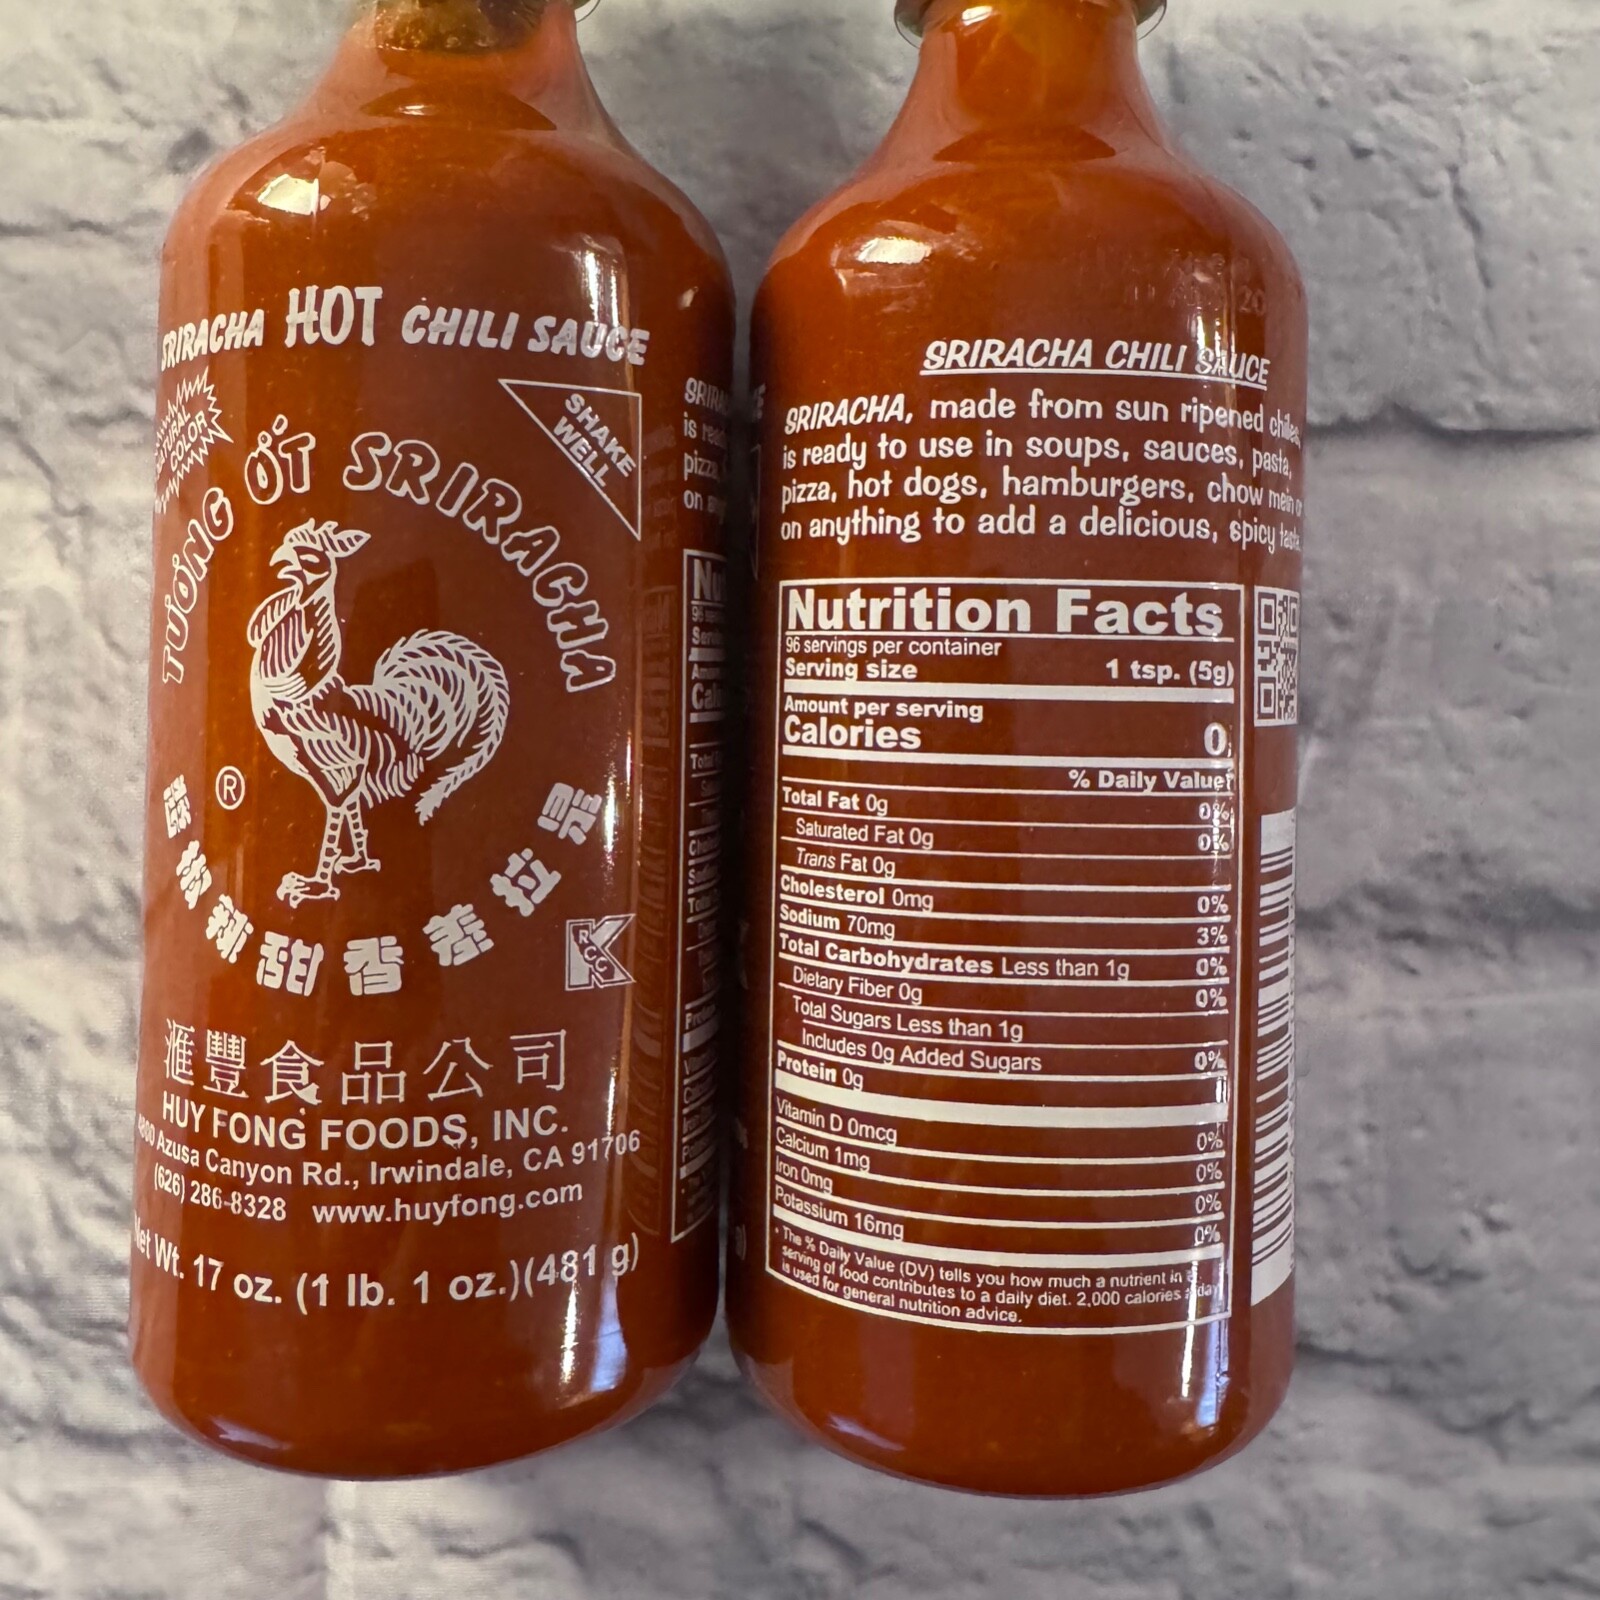 SRIRACHA HOT CHILI SAUCE
NATURAL
COLOR
SHAKE
WELL
TƯƠNG ỚT SRIRACHA
®
是拉差香甜辣椒醬
RCC
K
滙豐食品公司
HUY FONG FOODS, INC.
Azusa Canyon Rd., Irwindale, CA 91706
(626) 286-8328 www.huyfong.com
Net Wt. 17 oz. (1 lb. 1 oz.)(481 g)
SRIRACHA CHILI SAUCE
SRIRACHA, made from sun ripened chilies,
is ready to use in soups, sauces, pasta,
pizza, hot dogs, hamburgers, chow mein or
on anything to add a delicious, spicy taste.
Nutrition Facts
96 servings per container
Serving size 1 tsp. (5g)
Amount per serving
Calories 0
% Daily Value*
Total Fat 0g 0%
Saturated Fat 0g 0%
Trans Fat 0g
Cholesterol 0mg 0%
Sodium 70mg 3%
Total Carbohydrates Less than 1g 0%
Dietary Fiber 0g 0%
Total Sugars Less than 1g
Includes 0g Added Sugars 0%
Protein 0g
Vitamin D 0mcg 0%
Calcium 1mg 0%
Iron 0mg 0%
Potassium 16mg 0%
* The % Daily Value (DV) tells you how much a nutrient in a
serving of food contributes to a daily diet. 2,000 calories a day
is used for general nutrition advice.